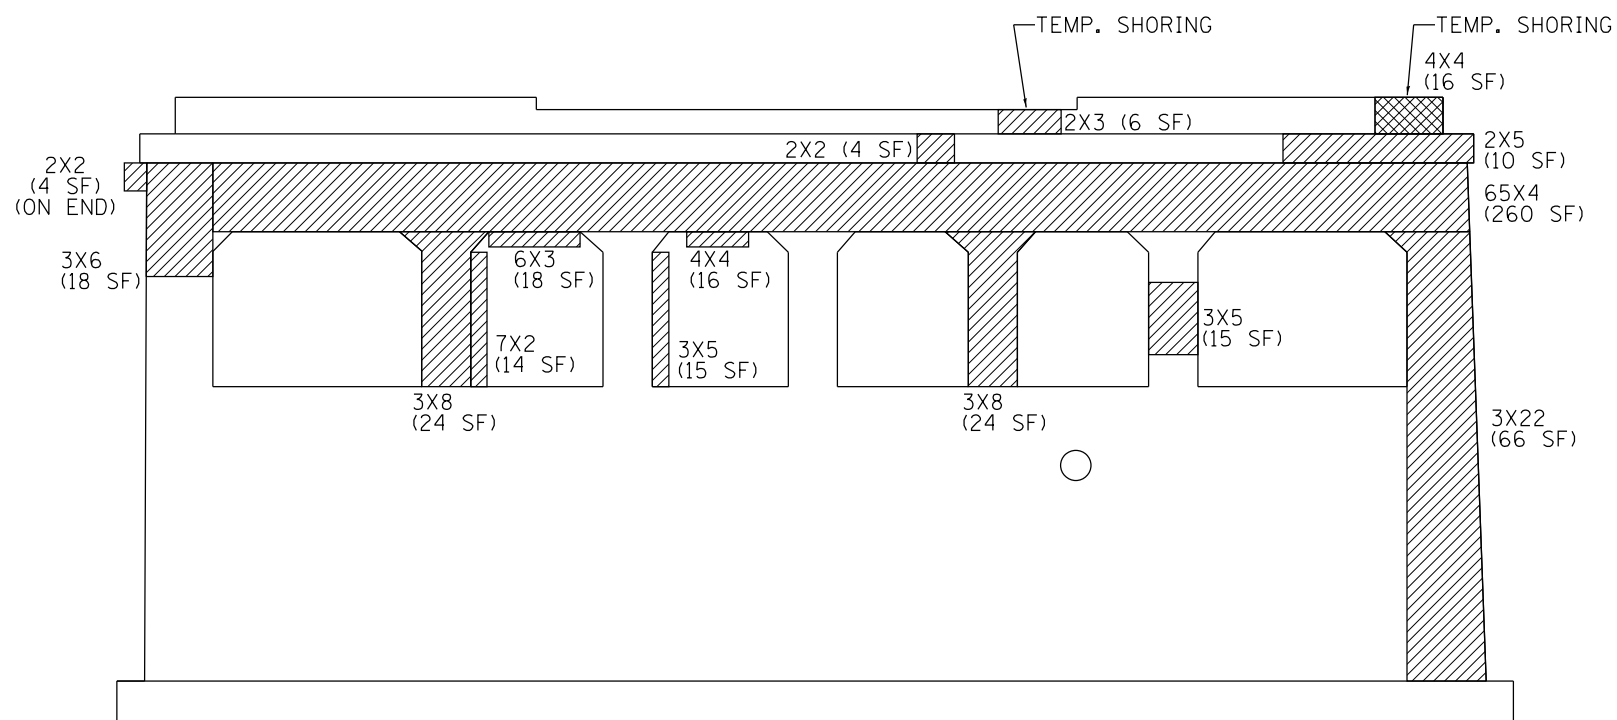 TEMP. SHORING
TEMP. SHORING
4X4
(16 SF)
2X3 (6 SF)
2X2 (4 SF)
2X5
(10 SF)
2X2
(4 SF)
(ON END)
65X4
(260 SF)
3X6
(18 SF)
6X3
(18 SF)
4X4
(16 SF)
7X2
(14 SF)
3X5
(15 SF)
3X5
(15 SF)
3X8
(24 SF)
3X8
(24 SF)
3X22
(66 SF)